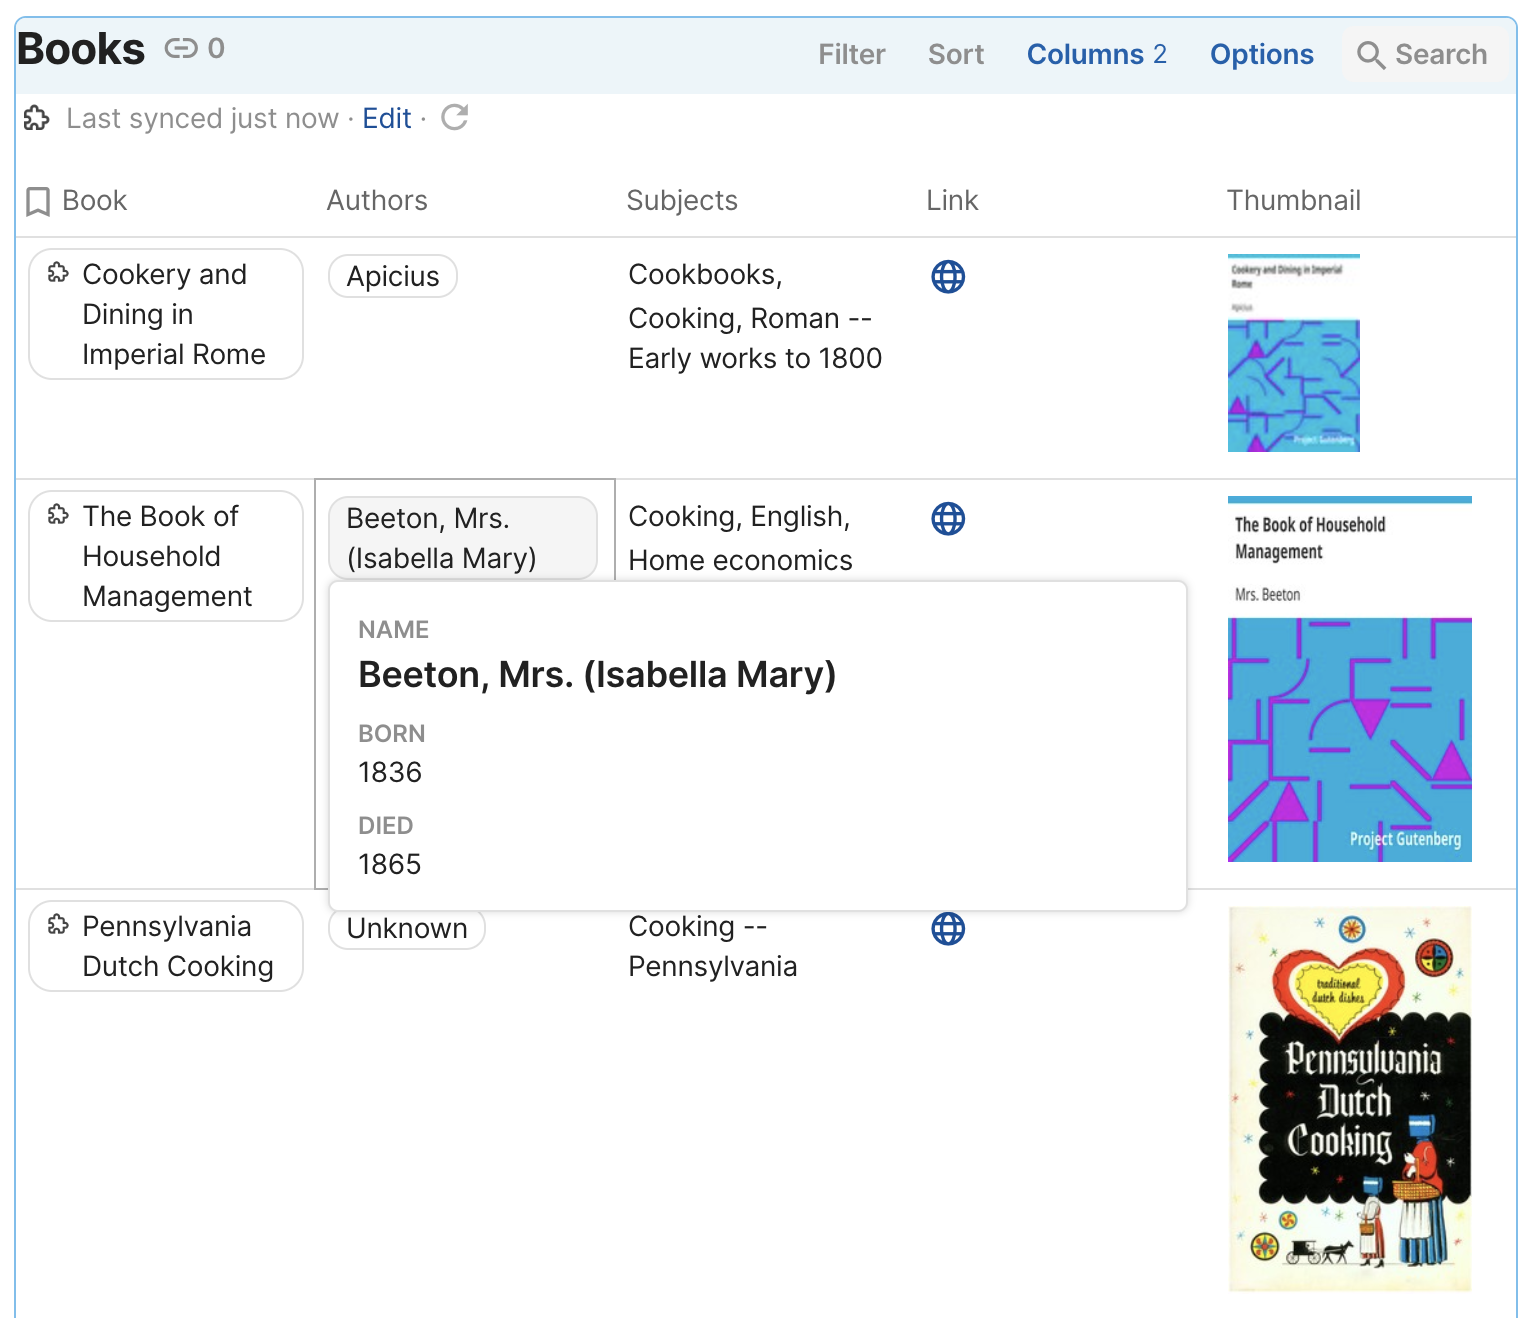 Books 0
Filter Sort Columns 2 Options Search
Last synced just now · Edit ·
Book Authors Subjects Link Thumbnail
Cookery and
Dining in
Imperial Rome
Apicius
Cookbooks,
Cooking, Roman --
Early works to 1800
Cookery and Dining in Imperial
Rome
Apicius
Project Gutenberg
The Book of
Household
Management
Beeton, Mrs.
(Isabella Mary)
Cooking, English,
Home economics
The Book of Household
Management
Mrs. Beeton
Project Gutenberg
NAME
Beeton, Mrs. (Isabella Mary)
BORN
1836
DIED
1865
Pennsylvania
Dutch Cooking
Unknown
Cooking --
Pennsylvania
traditional
dutch dishes
Pennsylvania
Dutch
Cooking